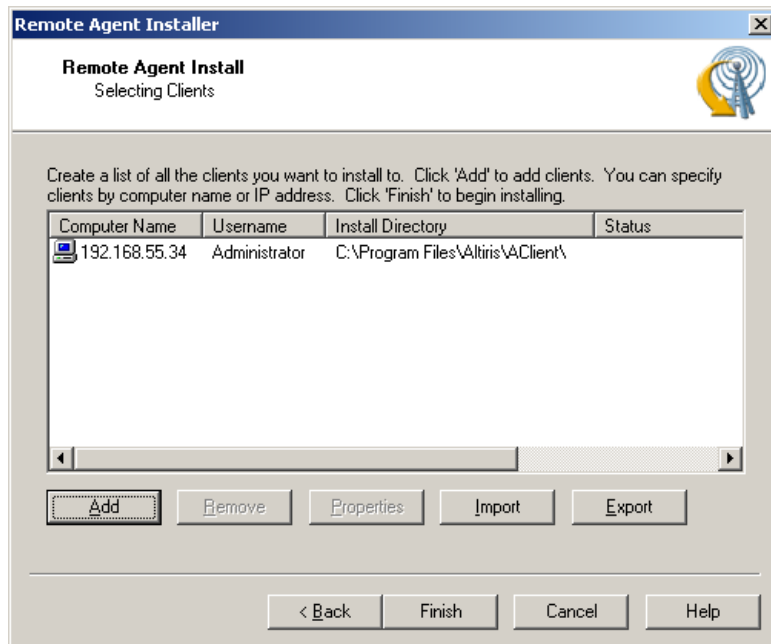 Remote Agent Installer
Remote Agent Install
Selecting Clients
Create a list of all the clients you want to install to. Click 'Add' to add clients. You can specify
clients by computer name or IP address. Click 'Finish' to begin installing.
Computer Name Username Install Directory Status
192.168.55.34 Administrator C:\Program Files\Altiris\AClient\
Add Remove Properties Import Export
< Back Finish Cancel Help